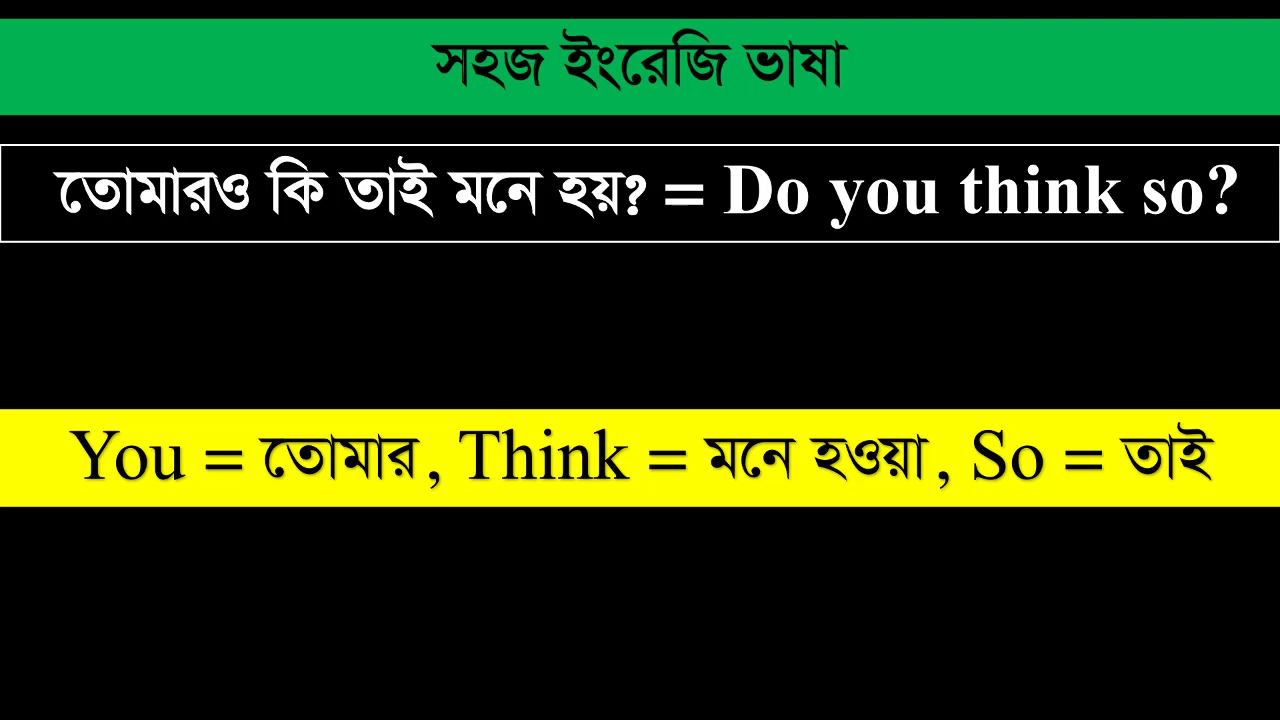 সহজ ইংরেজি ভাষা
তোমারও কি তাই মনে হয়? = Do you think so?
You = তোমার, Think = মনে হওয়া, So = তাই